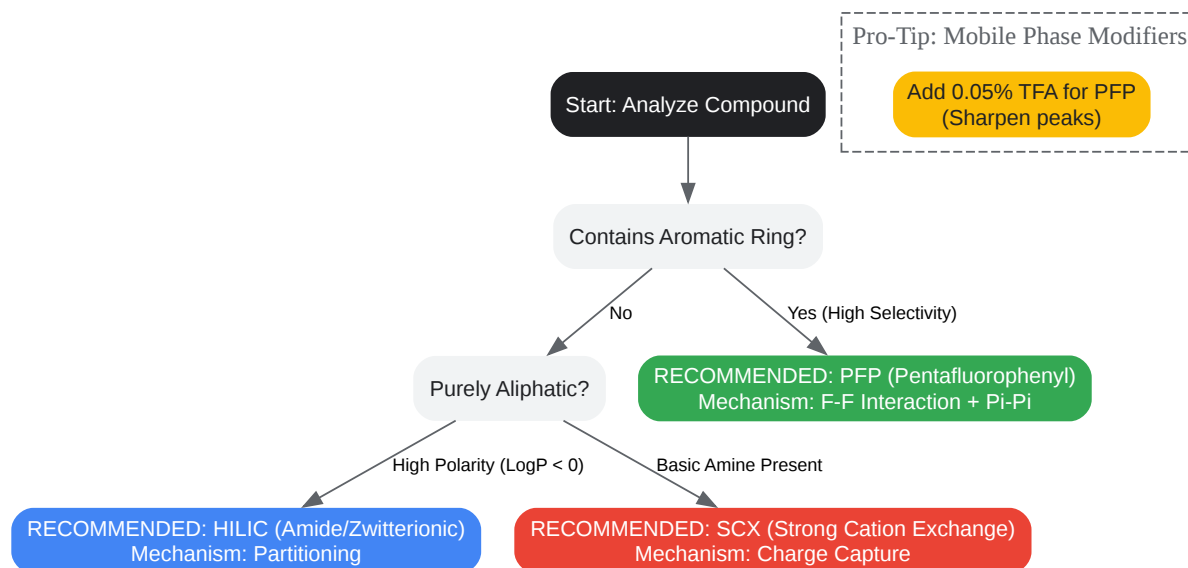 Pro-Tip: Mobile Phase Modifiers
Start: Analyze Compound
Add 0.05% TFA for PFP
(Sharpen peaks)
Contains Aromatic Ring?
No
Yes (High Selectivity)
Purely Aliphatic?
RECOMMENDED: PFP (Pentafluorophenyl)
Mechanism: F-F Interaction + Pi-Pi
High Polarity (LogP < 0)
Basic Amine Present
RECOMMENDED: HILIC (Amide/Zwitterionic)
Mechanism: Partitioning
RECOMMENDED: SCX (Strong Cation Exchange)
Mechanism: Charge Capture